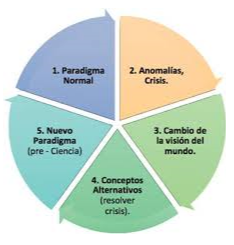 1. Paradigma
Normal
2. Anomalías,
Crisis.
3. Cambio de
la visión del
mundo.
4. Conceptos
Alternativos
(resolver
crisis).
5. Nuevo
Paradigma
(pre - Ciencia)